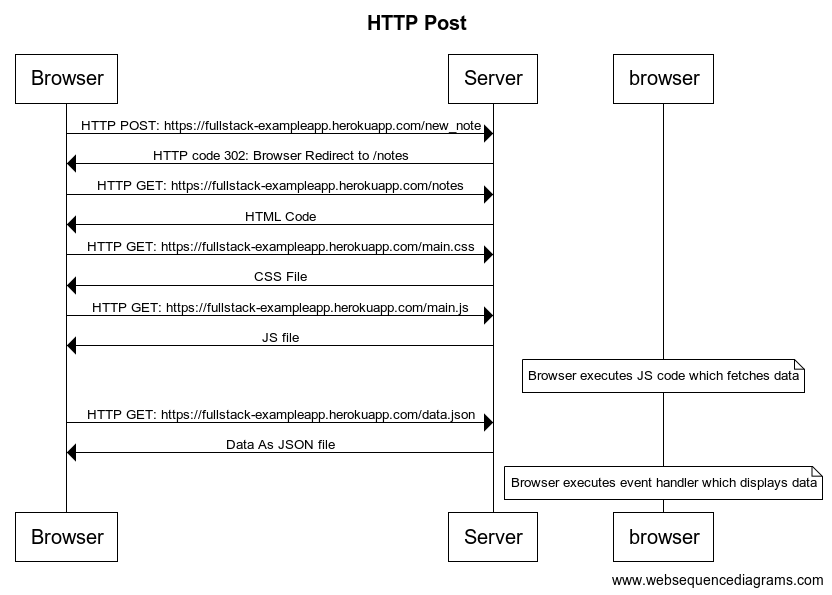 HTTP Post
Browser
Server
browser
HTTP POST: https://fullstack-exampleapp.herokuapp.com/new_note
HTTP code 302: Browser Redirect to /notes
HTTP GET: https://fullstack-exampleapp.herokuapp.com/notes
HTML Code
HTTP GET: https://fullstack-exampleapp.herokuapp.com/main.css
CSS File
HTTP GET: https://fullstack-exampleapp.herokuapp.com/main.js
JS file
Browser executes JS code which fetches data
HTTP GET: https://fullstack-exampleapp.herokuapp.com/data.json
Data As JSON file
Browser executes event handler which displays data
Browser
Server
browser
www.websequencediagrams.com